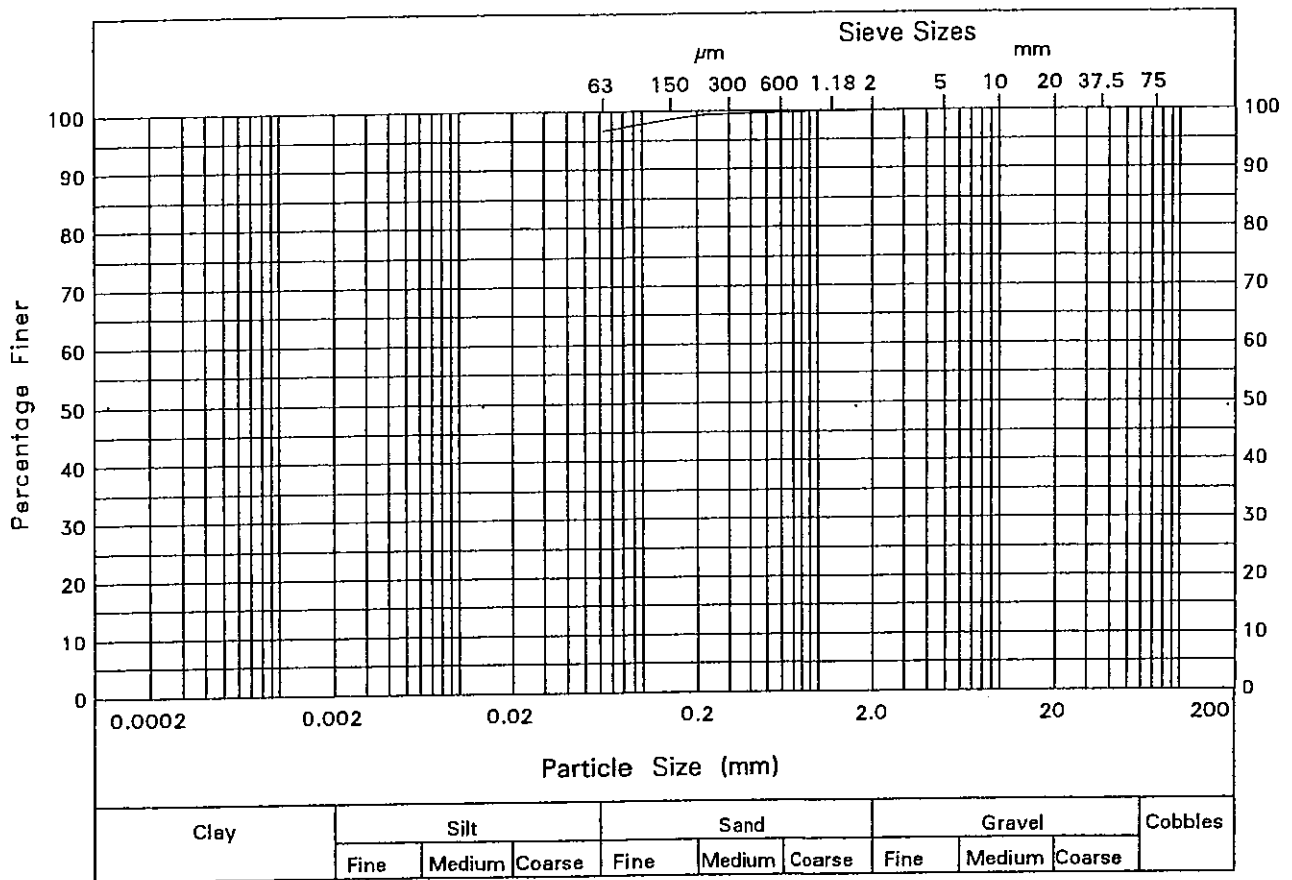 Sieve Sizes
μm mm
63 150 300 600 1.18 2 5 10 20 37.5 75
100 100
90 90
80 80
70 70
60 60
50 50
40 40
30 30
20 20
10 10
0 0
Percentage Finer
0.0002 0.002 0.02 0.2 2.0 20 200
Particle Size (mm)
Clay Silt Sand Gravel Cobbles
Fine Medium Coarse Fine Medium Coarse Fine Medium Coarse